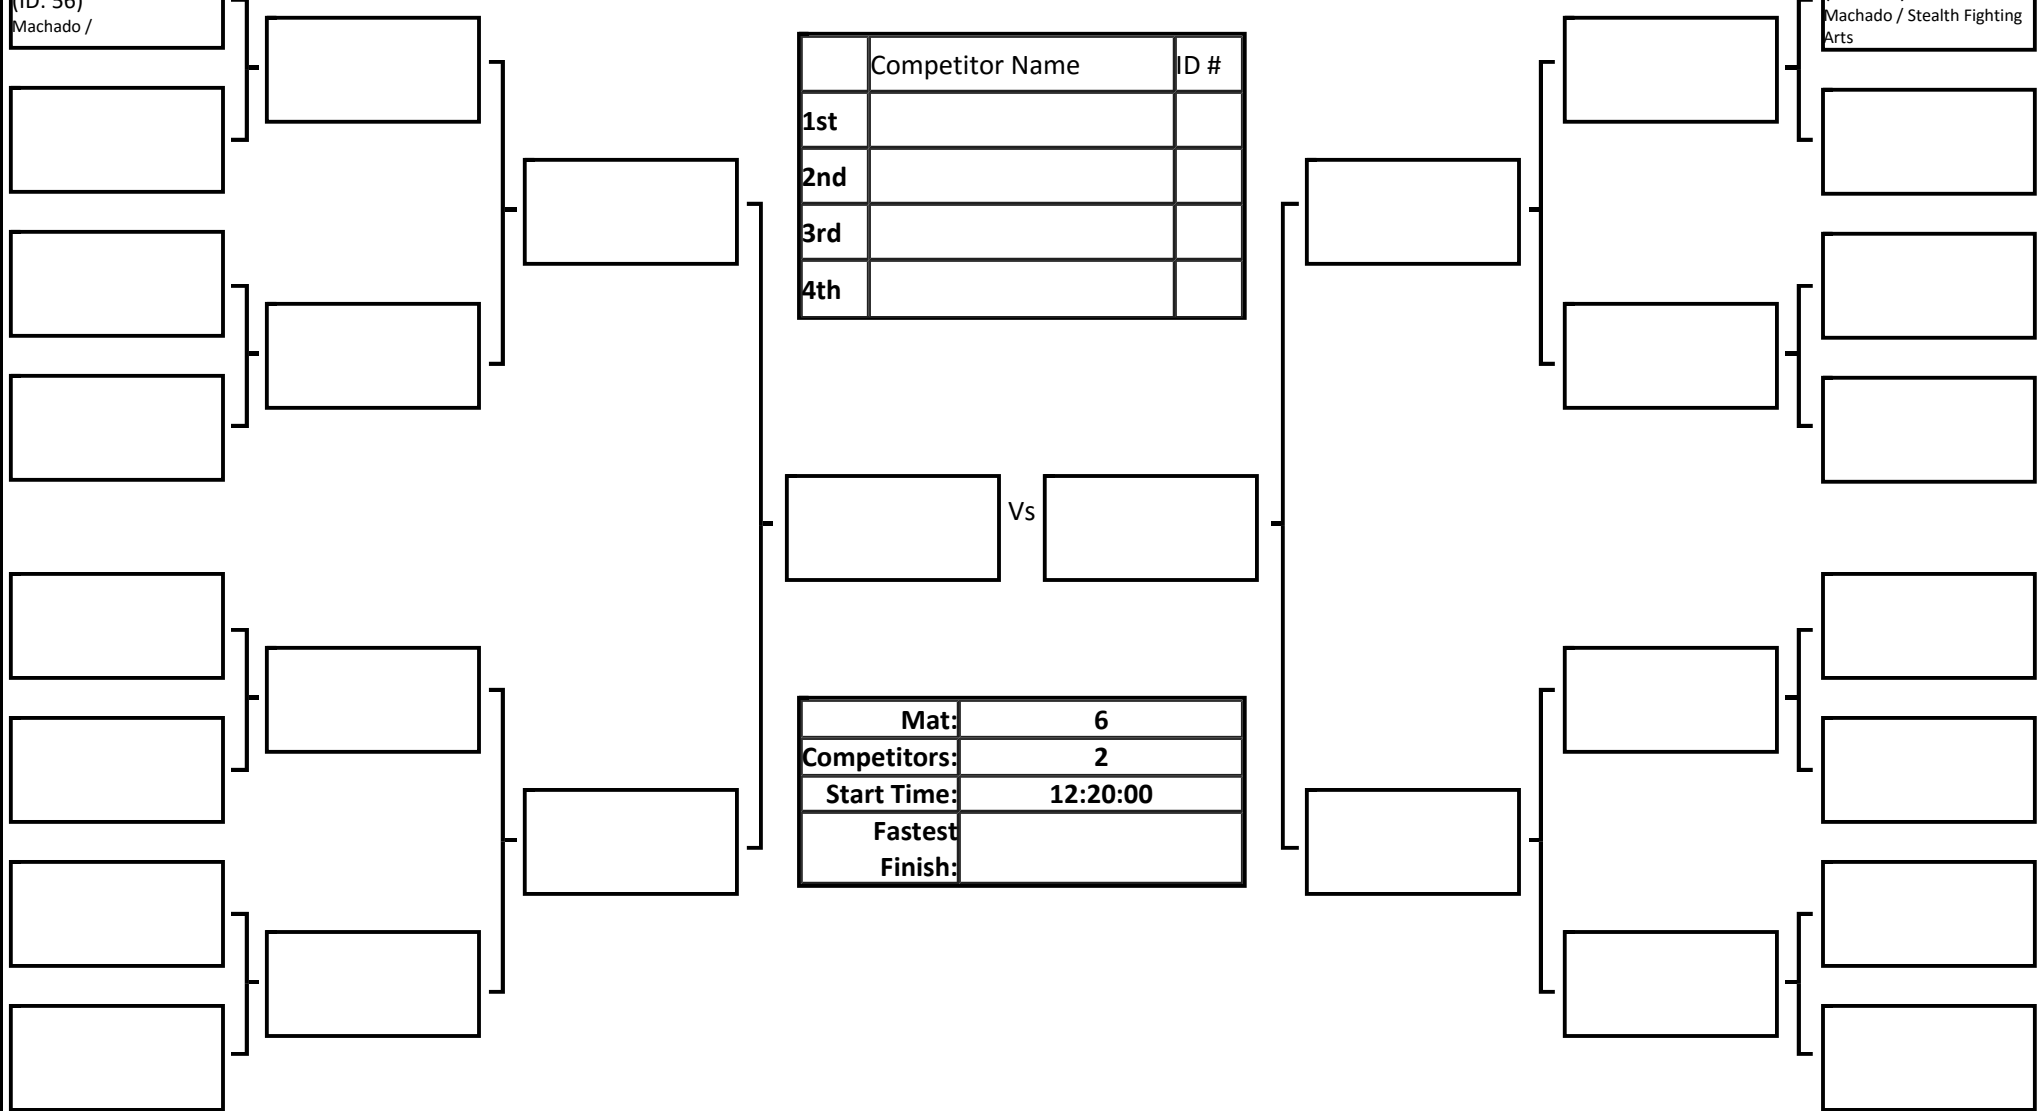 (ID: 56)
Machado /
Machado / Stealth Fighting
Arts
Competitor Name ID #
1st
2nd
3rd
4th
Vs
Mat: 6
Competitors: 2
Start Time: 12:20:00
Fastest
Finish: